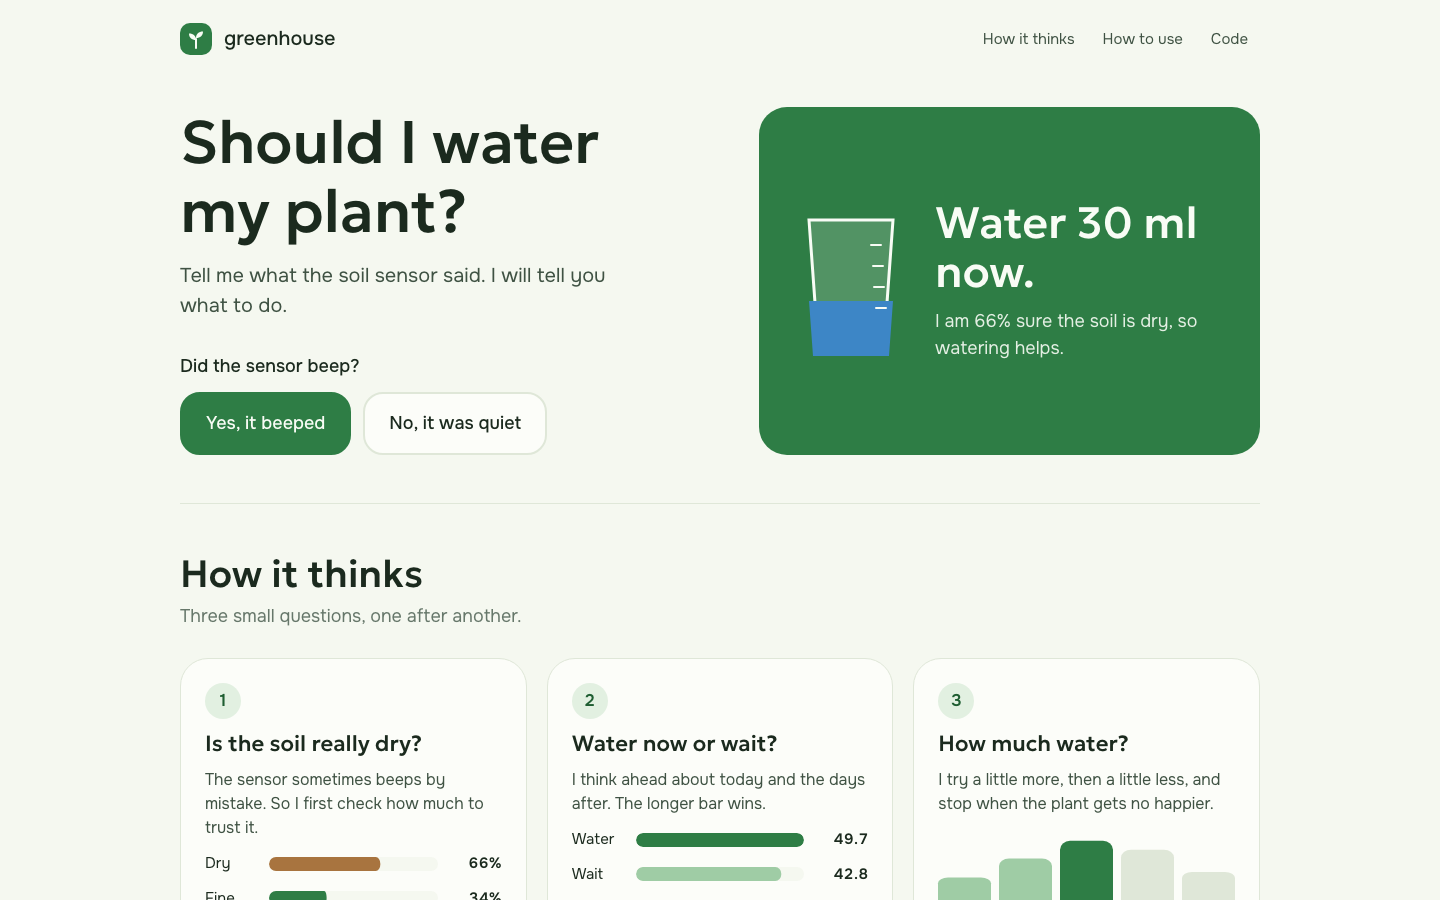 greenhouse
How it thinks
How to use
Code
Should I water
my plant?
Tell me what the soil sensor said. I will tell you
what to do.
Did the sensor beep?
Yes, it beeped
No, it was quiet
Water 30 ml
now.
I am 66% sure the soil is dry, so
watering helps.
How it thinks
Three small questions, one after another.
1
Is the soil really dry?
The sensor sometimes beeps by
mistake. So I first check how much to
trust it.
Dry 66%
Fine 34%
2
Water now or wait?
I think ahead about today and the days
after. The longer bar wins.
Water 49.7
Wait 42.8
3
How much water?
I try a little more, then a little less, and
stop when the plant gets no happier.